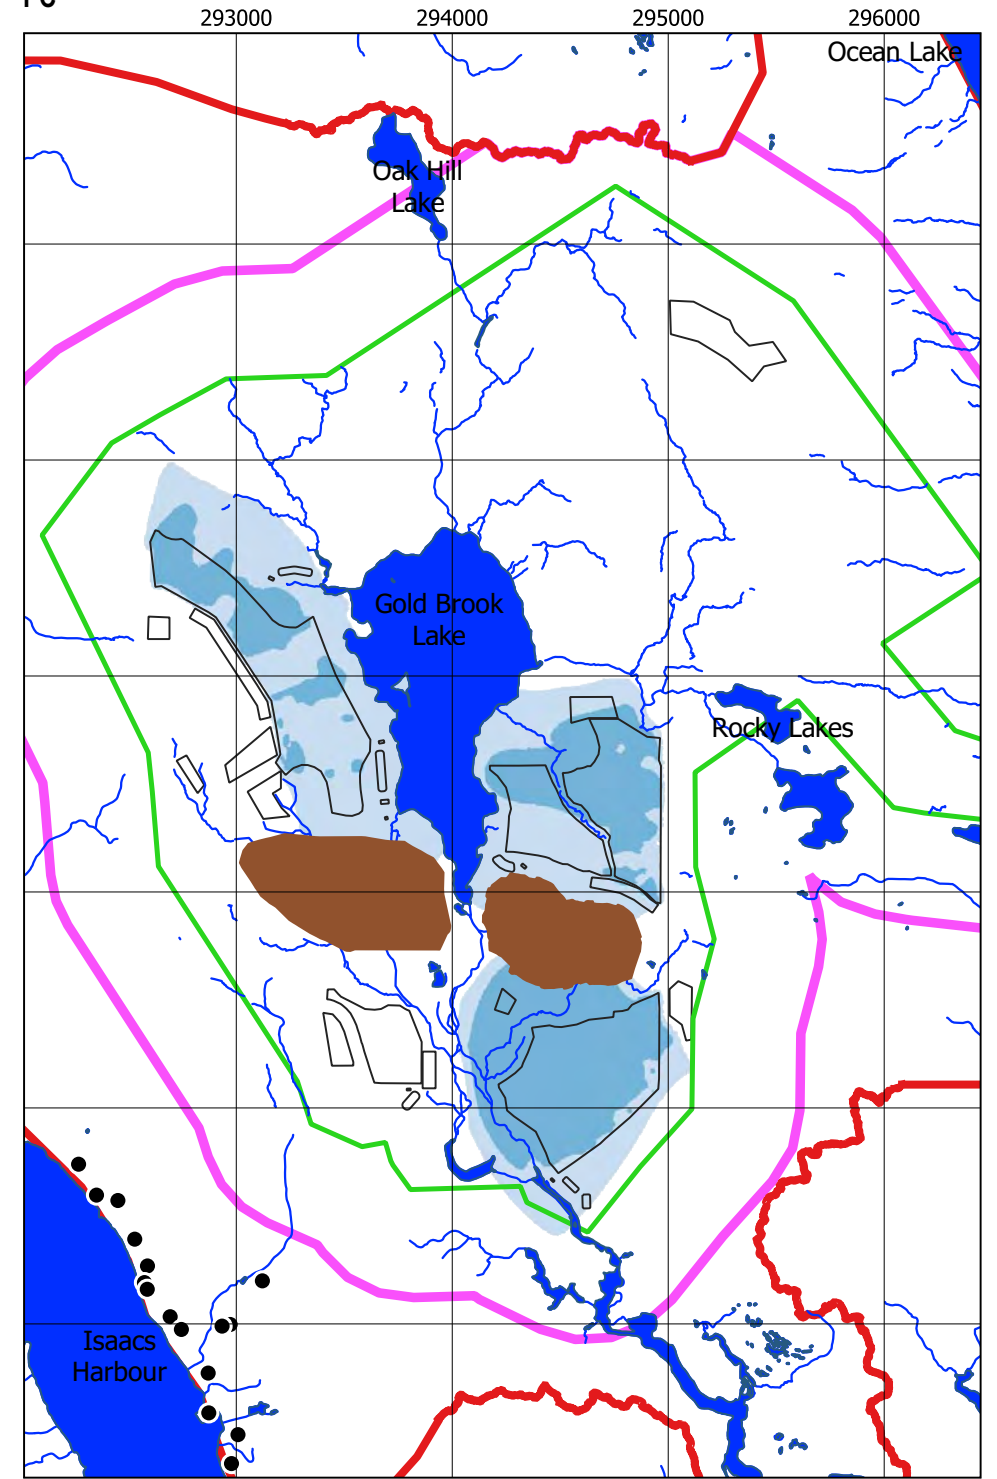 293000 294000 295000 296000
Ocean Lake
Oak Hill
Lake
Gold Brook
Lake
Rocky Lakes
Isaacs
Harbour